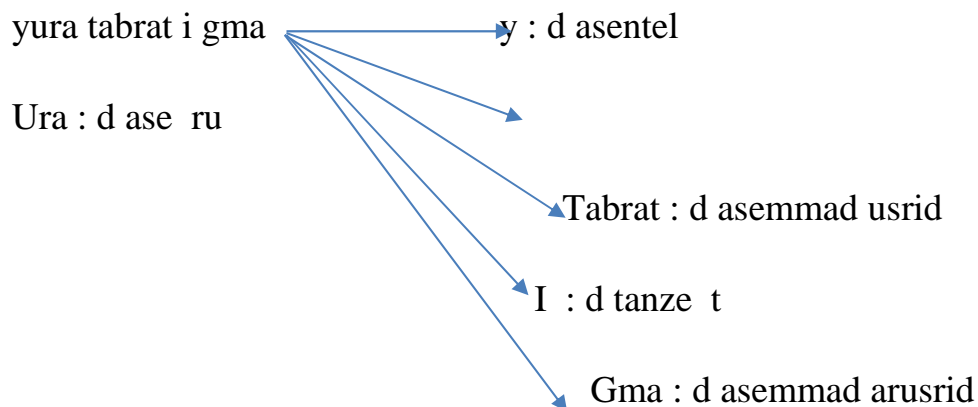 yura tabrat i gma y : d asentel
Ura : d ase ru
Tabrat : d asemmad usrid
I : d tanze t
Gma : d asemmad arusrid